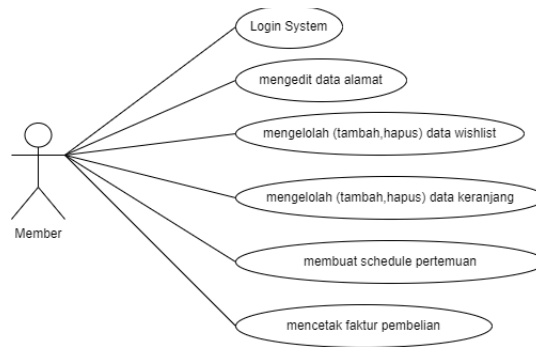 Login System
mengedit data alamat
mengelolah (tambah,hapus) data wishlist
mengelolah (tambah,hapus) data keranjang
membuat schedule pertemuan
mencetak faktur pembelian
Member